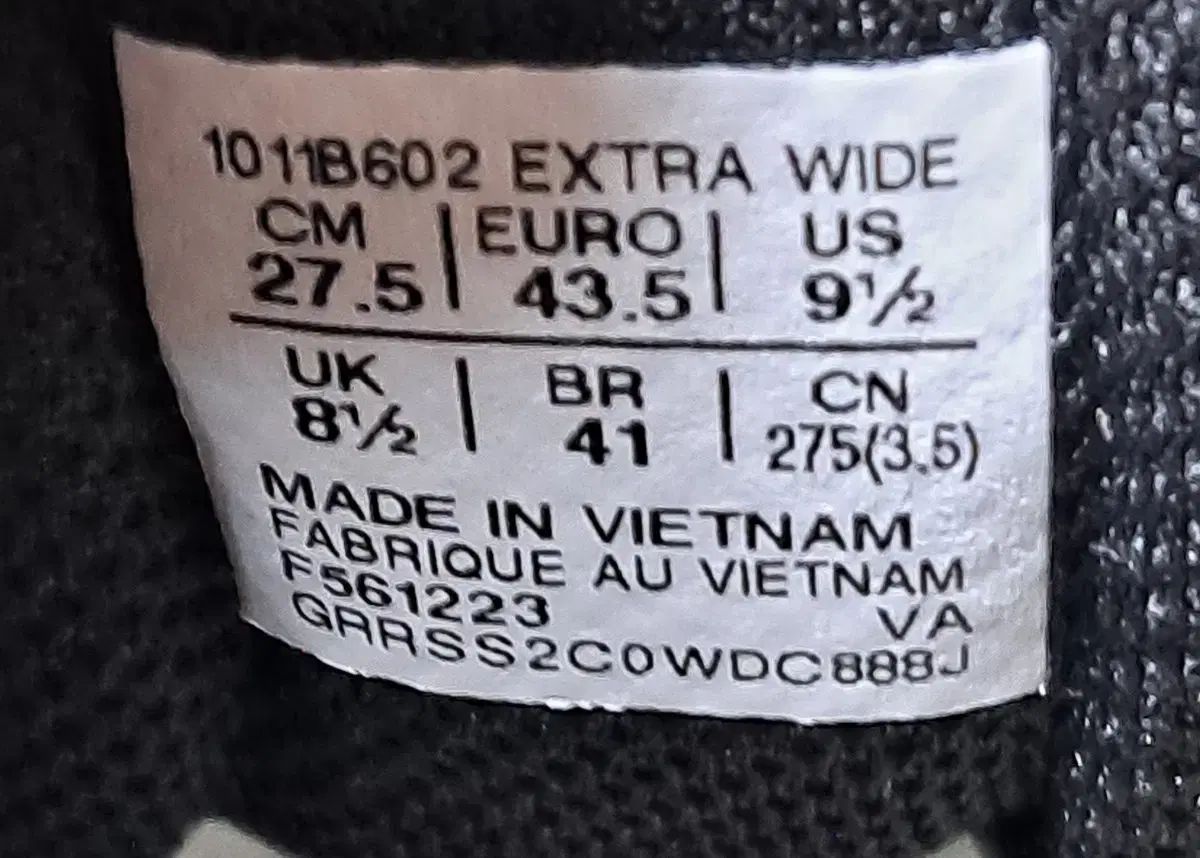 1011B602 EXTRA WIDE
CM | EURO | US
27.5 | 43.5 | 9½
UK | BR | CN
8½ | 41 | 275(3.5)
MADE IN VIETNAM
FABRIQUE AU VIETNAM
F561223 VA
GRRSS2C0WDC888J